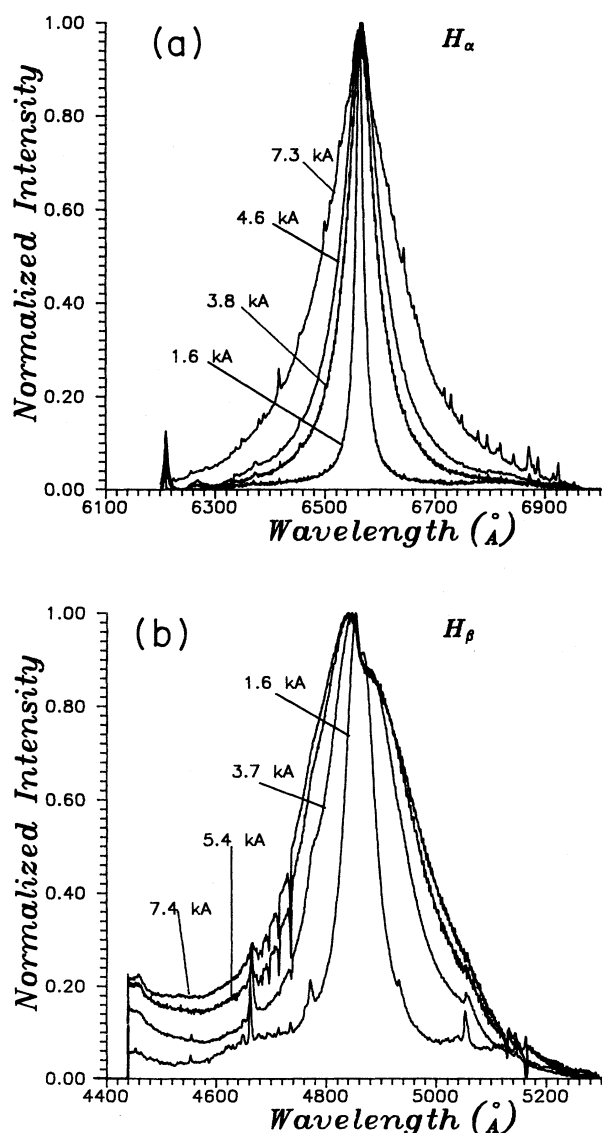 (a)
Hα
1.00
0.80
0.60
0.40
0.20
0.00
Normalized Intensity
7.3 kA
4.6 kA
3.8 kA
1.6 kA
6100 6300 6500 6700 6900
Wavelength (Å)
(b)
Hβ
1.00
0.80
0.60
0.40
0.20
0.00
Normalized Intensity
1.6 kA
3.7 kA
5.4 kA
7.4 kA
4400 4600 4800 5000 5200
Wavelength (Å)